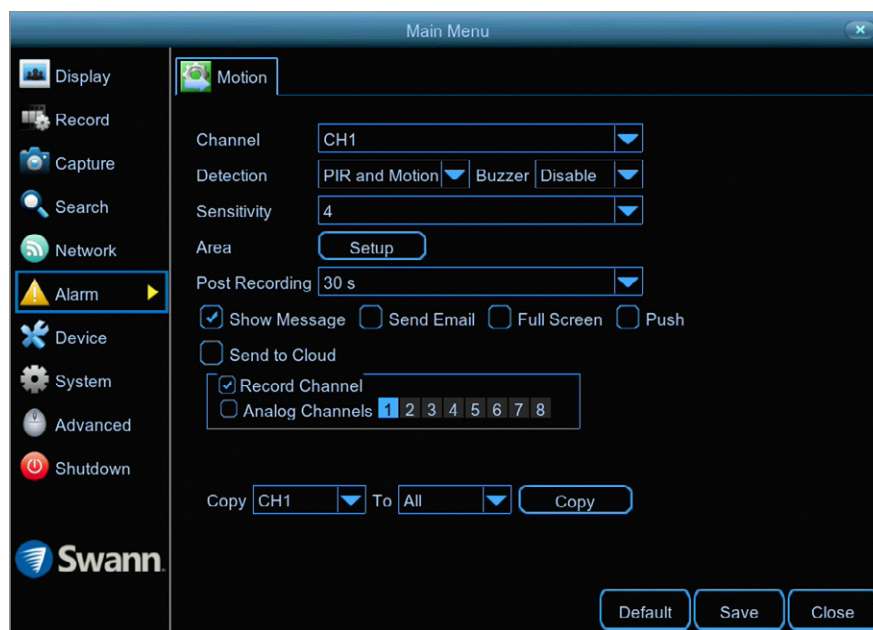 Main Menu
Display
Record
Capture
Search
Network
Alarm
Device
System
Advanced
Shutdown
Swann
Motion
Channel CH1
Detection PIR and Motion Buzzer Disable
Sensitivity 4
Area Setup
Post Recording 30 s
Show Message Send Email Full Screen Push
Send to Cloud
Record Channel
Analog Channels 1 2 3 4 5 6 7 8
Copy CH1 To All Copy
Default Save Close